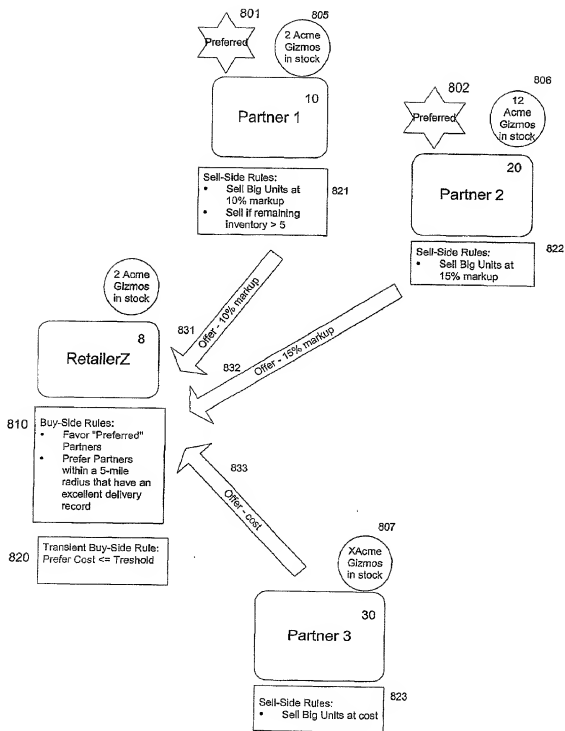 801
Preferred
805
2 Acme
Gizmos
in stock
10
Partner 1
Sell-Side Rules:
• Sell Big Units at
10% markup
• Sell if remaining
inventory > 5
821
802
Preferred
806
12
Acme
Gizmos
in stock
20
Partner 2
Sell-Side Rules:
• Sell Big Units at
15% markup
822
2 Acme
Gizmos
in stock
8
RetailerZ
831
Offer - 10% markup
832
Offer - 15% markup
810
Buy-Side Rules:
• Favor "Preferred"
Partners
• Prefer Partners
within a 5-mile
radius that have an
excellent delivery
record
833
Offer - cost
820
Transient Buy-Side Rule:
Prefer Cost <= Treshold
807
XAcme
Gizmos
in stock
30
Partner 3
Sell-Side Rules:
• Sell Big Units at cost
823